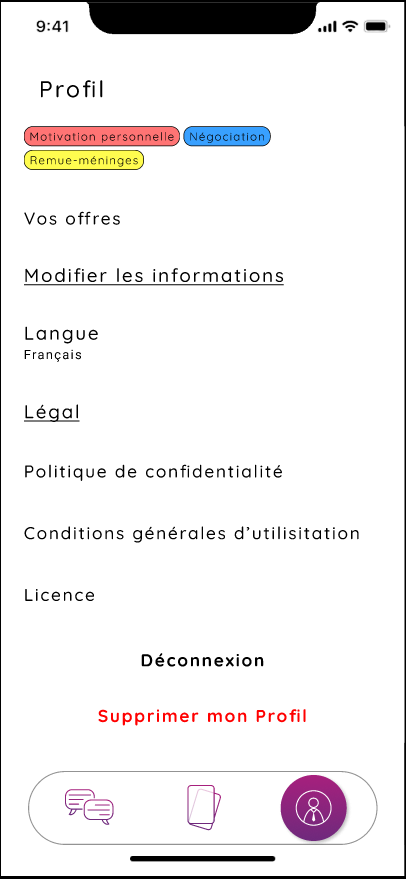 9:41
Profil
Motivation personnelle Négociation
Remue-méninges
Vos offres
Modifier les informations
Langue
Français
Légal
Politique de confidentialité
Conditions générales d’utilisitation
Licence
Déconnexion
Supprimer mon Profil